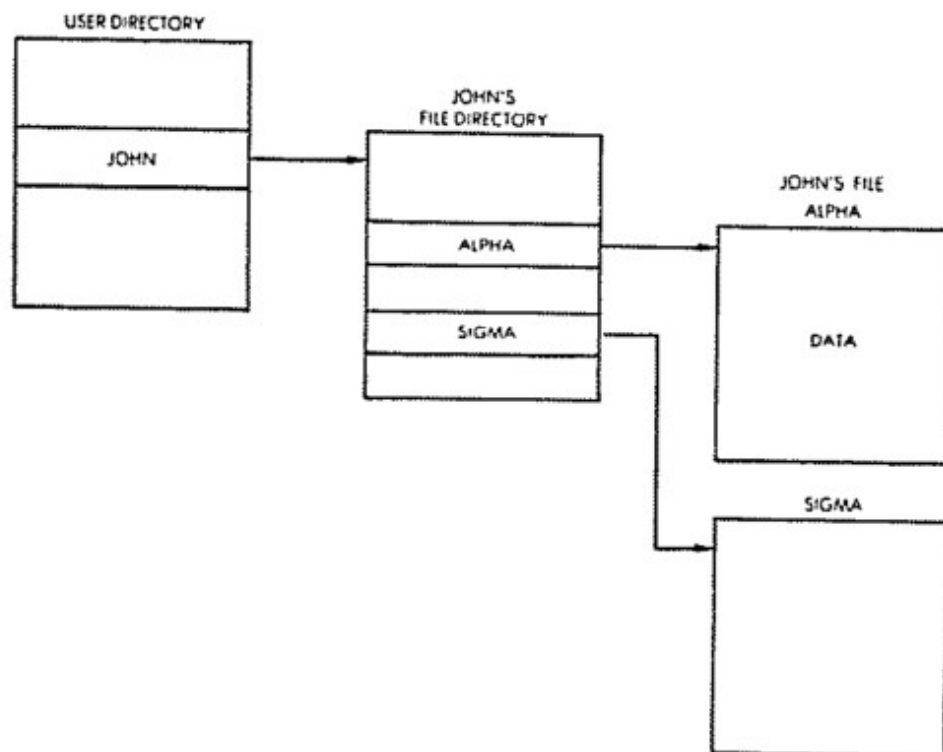 USER DIRECTORY
JOHN
JOHN'S
FILE DIRECTORY
ALPHA
SIGMA
JOHN'S FILE
ALPHA
DATA
SIGMA